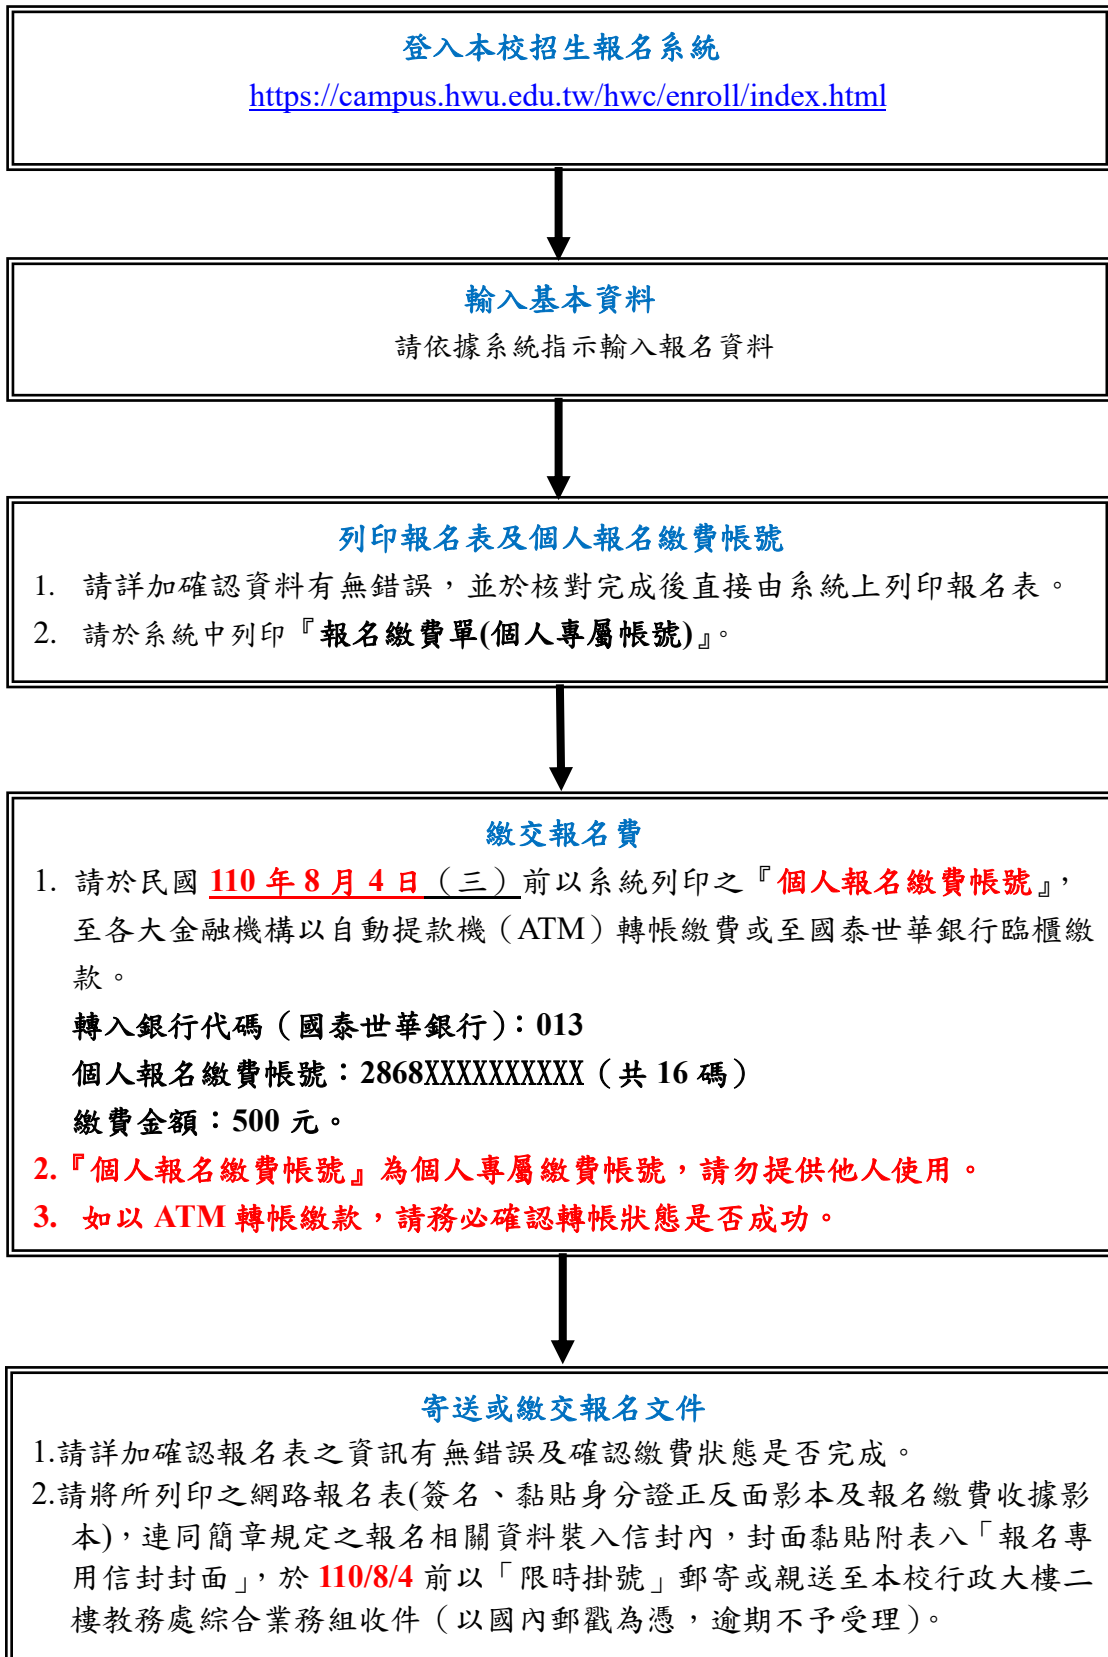 登入本校招生報名系統
https://campus.hwu.edu.tw/hwc/enroll/index.html
輸入基本資料
請依據系統指示輸入報名資料
列印報名表及個人報名繳費帳號
1. 請詳加確認資料有無錯誤，並於核對完成後直接由系統上列印報名表。
2. 請於系統中列印『報名繳費單(個人專屬帳號)』。
繳交報名費
1. 請於民國 110 年 8 月 4 日（三）前以系統列印之『個人報名繳費帳號』，
至各大金融機構以自動提款機（ATM）轉帳繳費或至國泰世華銀行臨櫃繳
款。
轉入銀行代碼（國泰世華銀行）：013
個人報名繳費帳號：2868XXXXXXXXXX（共 16 碼）
繳費金額：500 元。
2.『個人報名繳費帳號』為個人專屬繳費帳號，請勿提供他人使用。
3. 如以 ATM 轉帳繳款，請務必確認轉帳狀態是否成功。
寄送或繳交報名文件
1.請詳加確認報名表之資訊有無錯誤及確認繳費狀態是否完成。
2.請將所列印之網路報名表(簽名、黏貼身分證正反面影本及報名繳費收據影
本)，連同簡章規定之報名相關資料裝入信封內，封面黏貼附表八「報名專
用信封封面」，於 110/8/4 前以「限時掛號」郵寄或親送至本校行政大樓二
樓教務處綜合業務組收件（以國內郵戳為憑，逾期不予受理）。